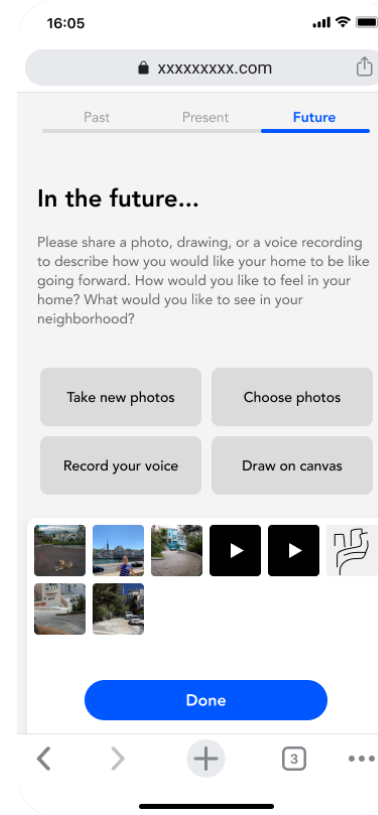 16:05
xxxxxxxxx.com
Past Present Future
In the future...
Please share a photo, drawing, or a voice recording
to describe how you would like your home to be like
going forward. How would you like to feel in your
home? What would you like to see in your
neighborhood?
Take new photos Choose photos
Record your voice Draw on canvas
Done
3